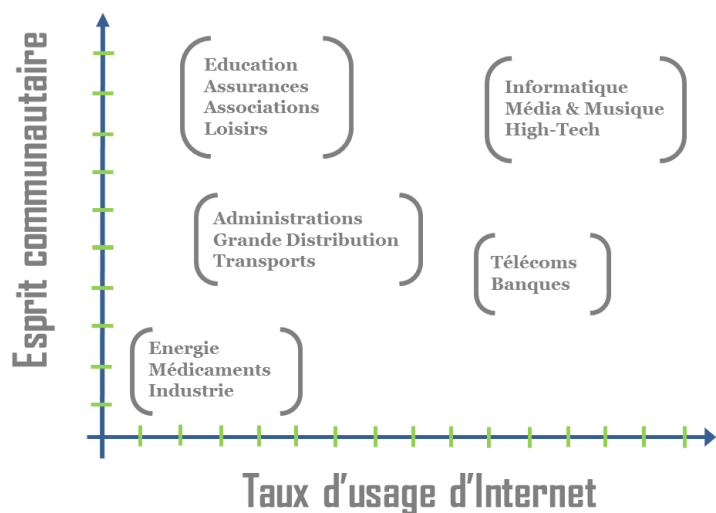 Esprit communautaire
Education
Assurances
Associations
Loisirs
Informatique
Média & Musique
High-Tech
Administrations
Grande Distribution
Transports
Télécoms
Banques
Energie
Médicaments
Industrie
Taux d'usage d'Internet